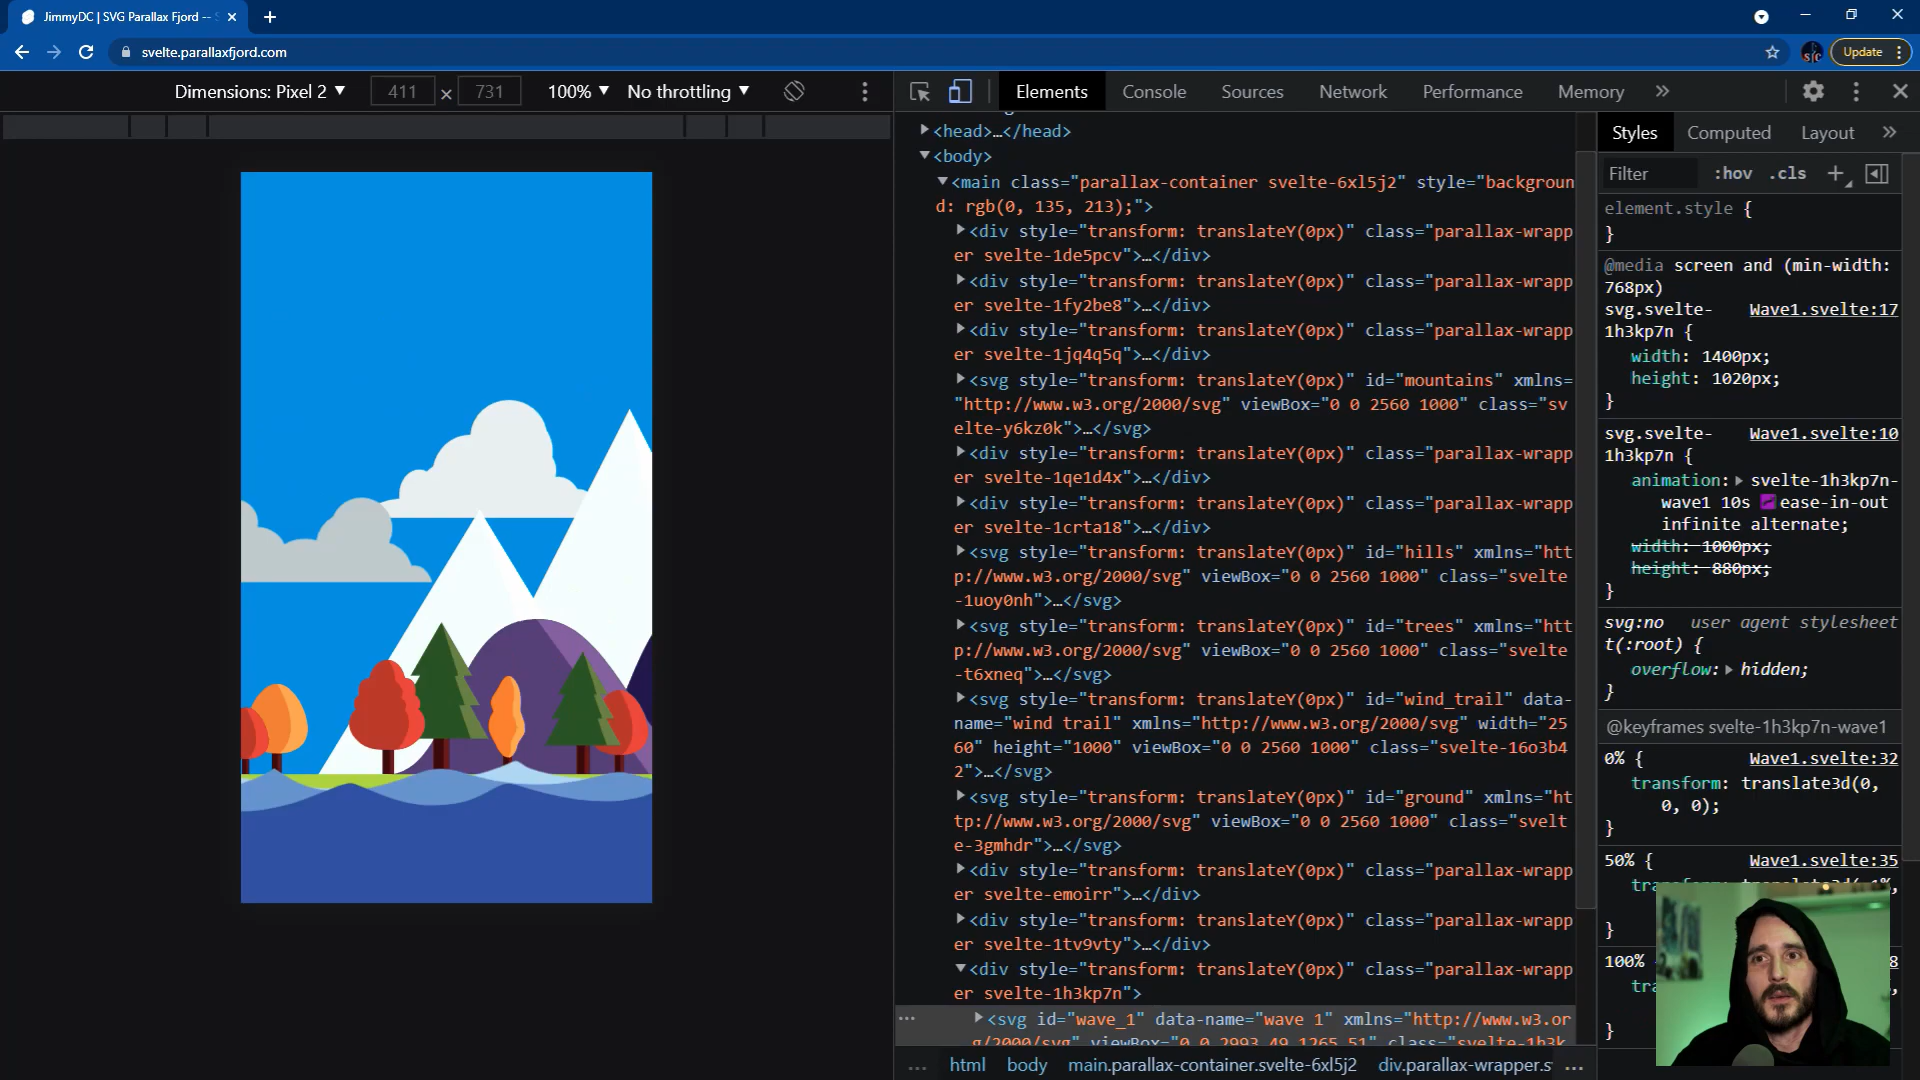 JimmyDC | SVG Parallax Fjord --
svelte.parallaxfjord.com
Update
Dimensions: Pixel 2
411 × 731
100%
No throttling
Elements
Console
Sources
Network
Performance
Memory
<head>…</head>
<body>
<main class="parallax-container svelte-6xl5j2" style="backgroun
d: rgb(0, 135, 213);">
<div style="transform: translateY(0px)" class="parallax-wrapp
er svelte-1de5pcv">…</div>
<div style="transform: translateY(0px)" class="parallax-wrapp
er svelte-1fy2be8">…</div>
<div style="transform: translateY(0px)" class="parallax-wrapp
er svelte-1jq4q5q">…</div>
<svg style="transform: translateY(0px)" id="mountains" xmlns=
"http://www.w3.org/2000/svg" viewBox="0 0 2560 1000" class="sv
elte-y6kz0k">…</svg>
<div style="transform: translateY(0px)" class="parallax-wrapp
er svelte-1qe1d4x">…</div>
<div style="transform: translateY(0px)" class="parallax-wrapp
er svelte-1crta18">…</div>
<svg style="transform: translateY(0px)" id="hills" xmlns="htt
p://www.w3.org/2000/svg" viewBox="0 0 2560 1000" class="svelte
-1uoy0nh">…</svg>
<svg style="transform: translateY(0px)" id="trees" xmlns="htt
p://www.w3.org/2000/svg" viewBox="0 0 2560 1000" class="svelte
-t6xneq">…</svg>
<svg style="transform: translateY(0px)" id="wind_trail" data-
name="wind trail" xmlns="http://www.w3.org/2000/svg" width="25
60" height="1000" viewBox="0 0 2560 1000" class="svelte-16o3b4
2">…</svg>
<svg style="transform: translateY(0px)" id="ground" xmlns="ht
tp://www.w3.org/2000/svg" viewBox="0 0 2560 1000" class="svelt
e-3gmhdr">…</svg>
<div style="transform: translateY(0px)" class="parallax-wrapp
er svelte-emoirr">…</div>
<div style="transform: translateY(0px)" class="parallax-wrapp
er svelte-1tv9vty">…</div>
<div style="transform: translateY(0px)" class="parallax-wrapp
er svelte-1h3kp7n">
<svg id="wave_1" data-name="wave 1" xmlns="http://www.w3.or
g/2000/svg" viewBox="0 0 2993.49 1265.51" class="svelte-1h3k
html
body
main.parallax-container.svelte-6xl5j2
div.parallax-wrapper.s
Styles
Computed
Layout
Filter
:hov
.cls
element.style {
}
@media screen and (min-width:
768px)
svg.svelte- Wave1.svelte:17
1h3kp7n {
width: 1400px;
height: 1020px;
}
svg.svelte- Wave1.svelte:10
1h3kp7n {
animation: svelte-1h3kp7n-
wave1 10s ease-in-out
infinite alternate;
width: 1000px;
height: 880px;
}
svg:no user agent stylesheet
t(:root) {
overflow: hidden;
}
@keyframes svelte-1h3kp7n-wave1
0% { Wave1.svelte:32
transform: translate3d(0,
0, 0);
}
50% { Wave1.svelte:35
}
100%
}